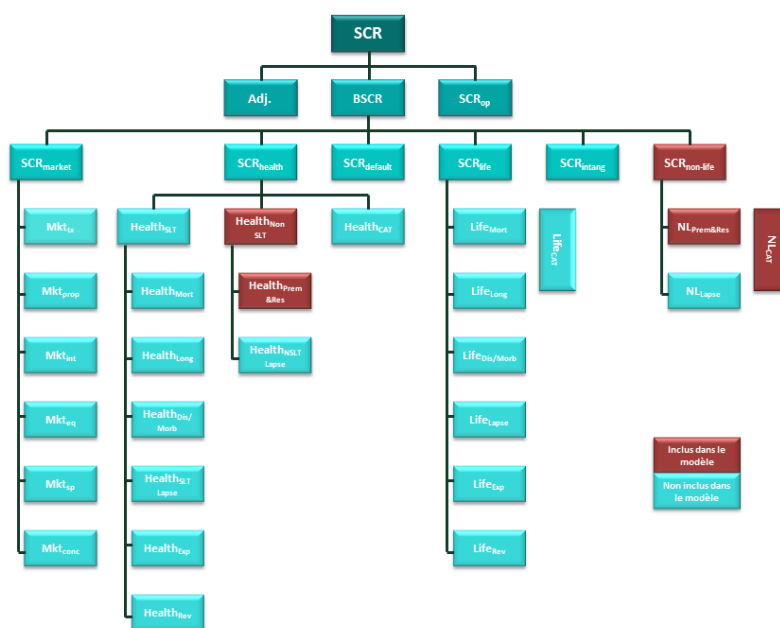 SCR
Adj.
BSCR
SCRop
SCRmarket
SCRhealth
SCRdefault
SCRlife
SCRintang
SCRnon-life
Mkttx
HealthSLT
HealthNon
SLT
HealthCAT
LifeMort
LifeCAT
NLPrem&Res
NLCAT
Mktprop
HealthMort
HealthPrem
&Res
LifeLong
NLLapse
Mktint
HealthLong
HealthNSLT
Lapse
LifeDis/Morb
Mkteq
HealthDis/
Morb
LifeLapse
Mktsp
HealthSLT
Lapse
LifeExp
Inclus dans le
modèle
Non inclus dans
le modèle
Mktconc
HealthExp
LifeRev
HealthRev